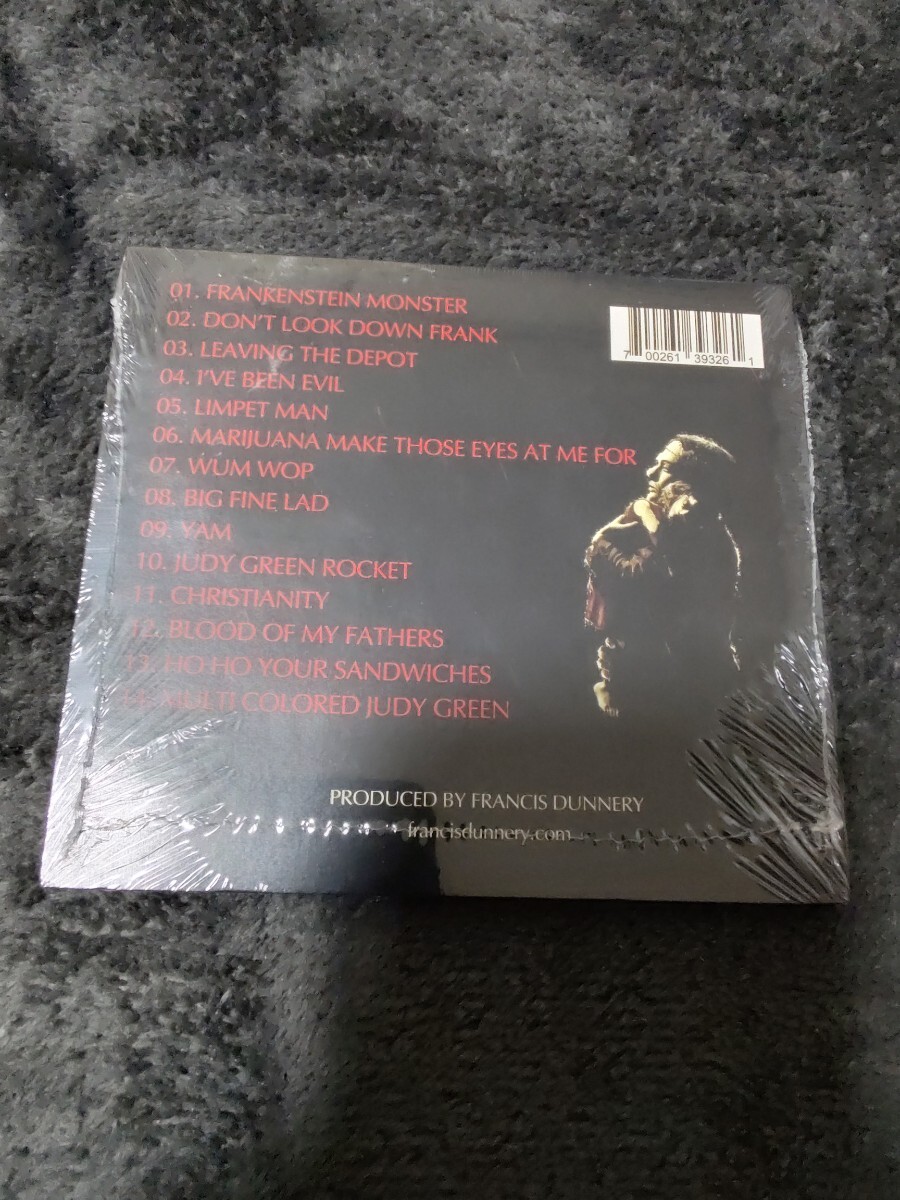 01. FRANKENSTEIN MONSTER
02. DON'T LOOK DOWN FRANK
03. LEAVING THE DEPOT
04. I'VE BEEN EVIL
05. LIMPET MAN
06. MARIJUANA MAKE THOSE EYES AT ME FOR
07. WUM WOP
08. BIG FINE LAD
09. YAM
10. JUDY GREEN ROCKET
11. CHRISTIANITY
12. BLOOD OF MY FATHERS
13. HO HO YOUR SANDWICHES
14. MULTI COLORED JUDY GREEN
7 00261 39326 1
PRODUCED BY FRANCIS DUNNERY
francisdunnery.com